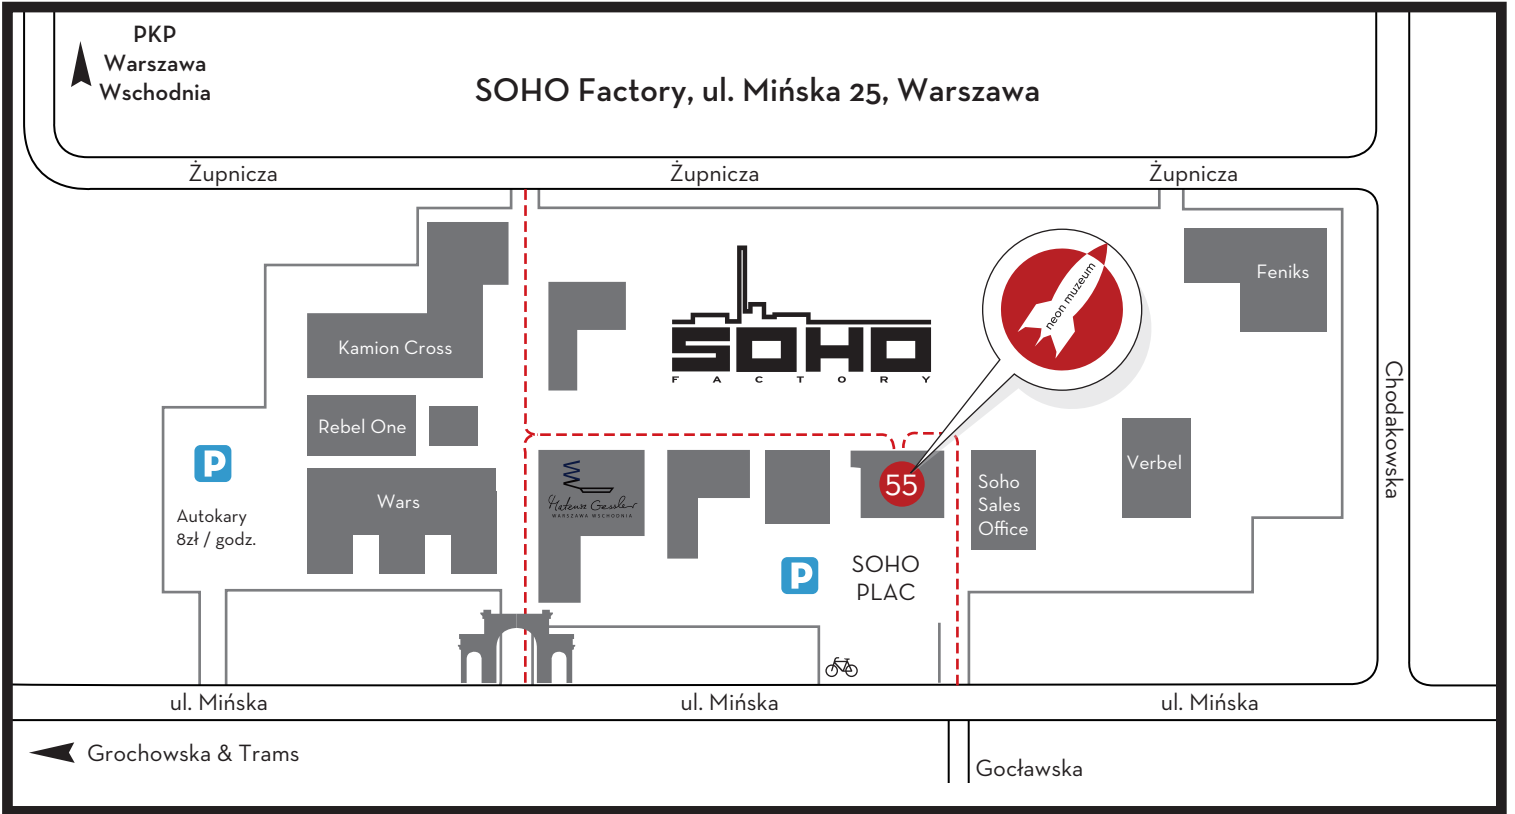 PKP
Warszawa
Wschodnia
SOHO Factory, ul. Mińska 25, Warszawa
Żupnicza
Żupnicza
Żupnicza
Feniks
neon muzeum
SOHO
FACTORY
Kamion Cross
Chodakowska
Rebel One
P
Wars
Autokary
8zł / godz.
Mateusz Gessler
WARSZAWA WSCHODNIA
55
Soho
Sales
Office
Verbel
P
SOHO
PLAC
ul. Mińska
ul. Mińska
ul. Mińska
Grochowska & Trams
Gocławska